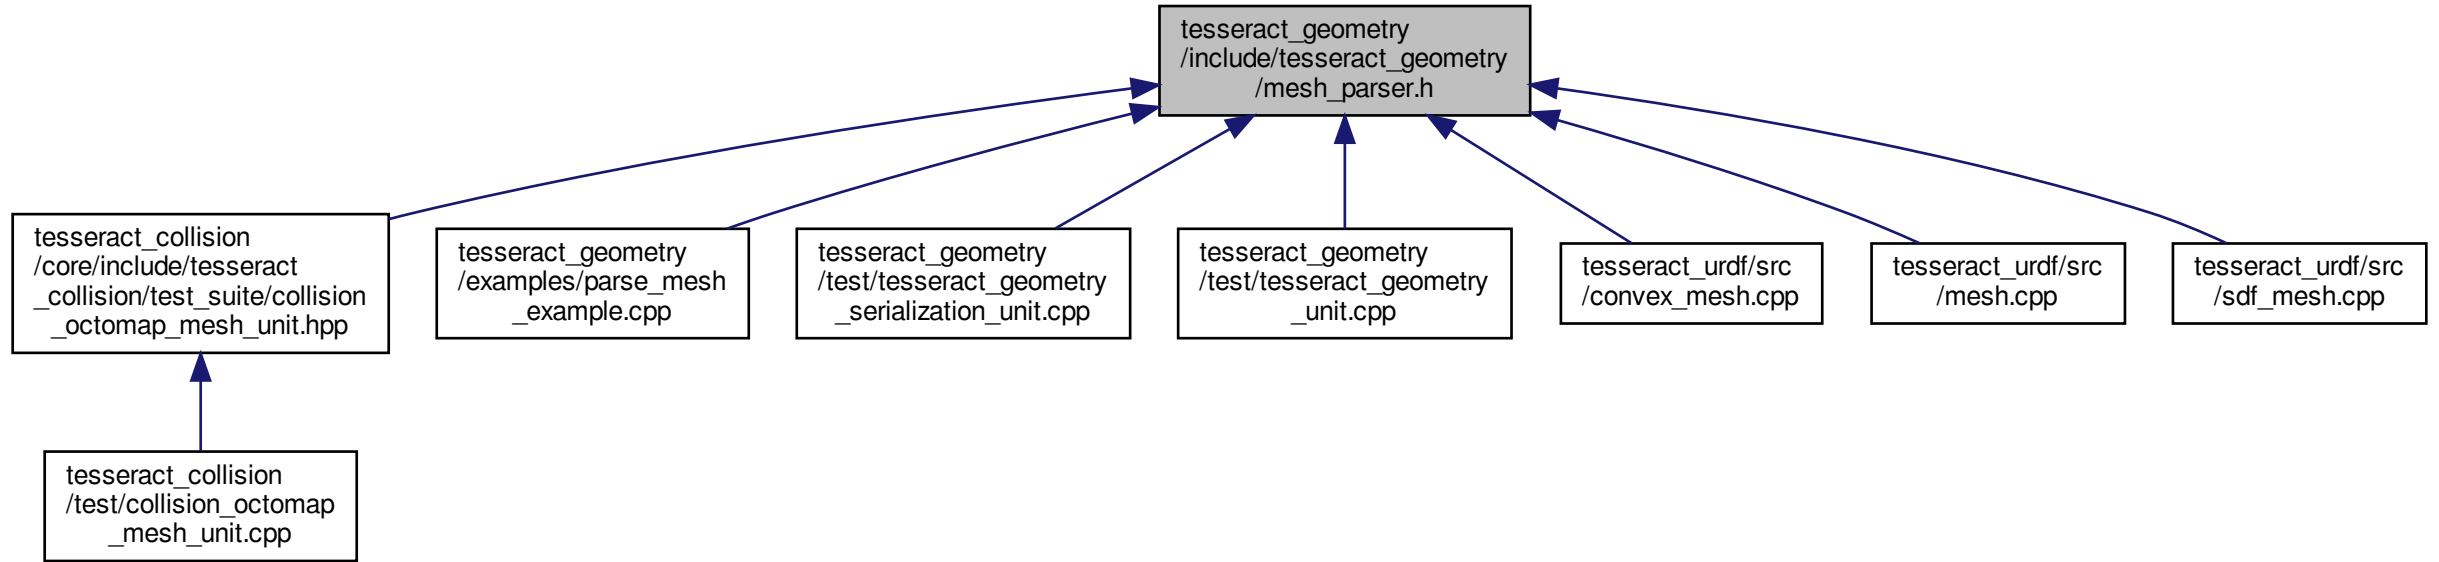 tesseract_geometry
/include/tesseract_geometry
/mesh_parser.h
tesseract_collision
/core/include/tesseract
_collision/test_suite/collision
_octomap_mesh_unit.hpp
tesseract_geometry
/examples/parse_mesh
_example.cpp
tesseract_geometry
/test/tesseract_geometry
_serialization_unit.cpp
tesseract_geometry
/test/tesseract_geometry
_unit.cpp
tesseract_urdf/src
/convex_mesh.cpp
tesseract_urdf/src
/mesh.cpp
tesseract_urdf/src
/sdf_mesh.cpp
tesseract_collision
/test/collision_octomap
_mesh_unit.cpp